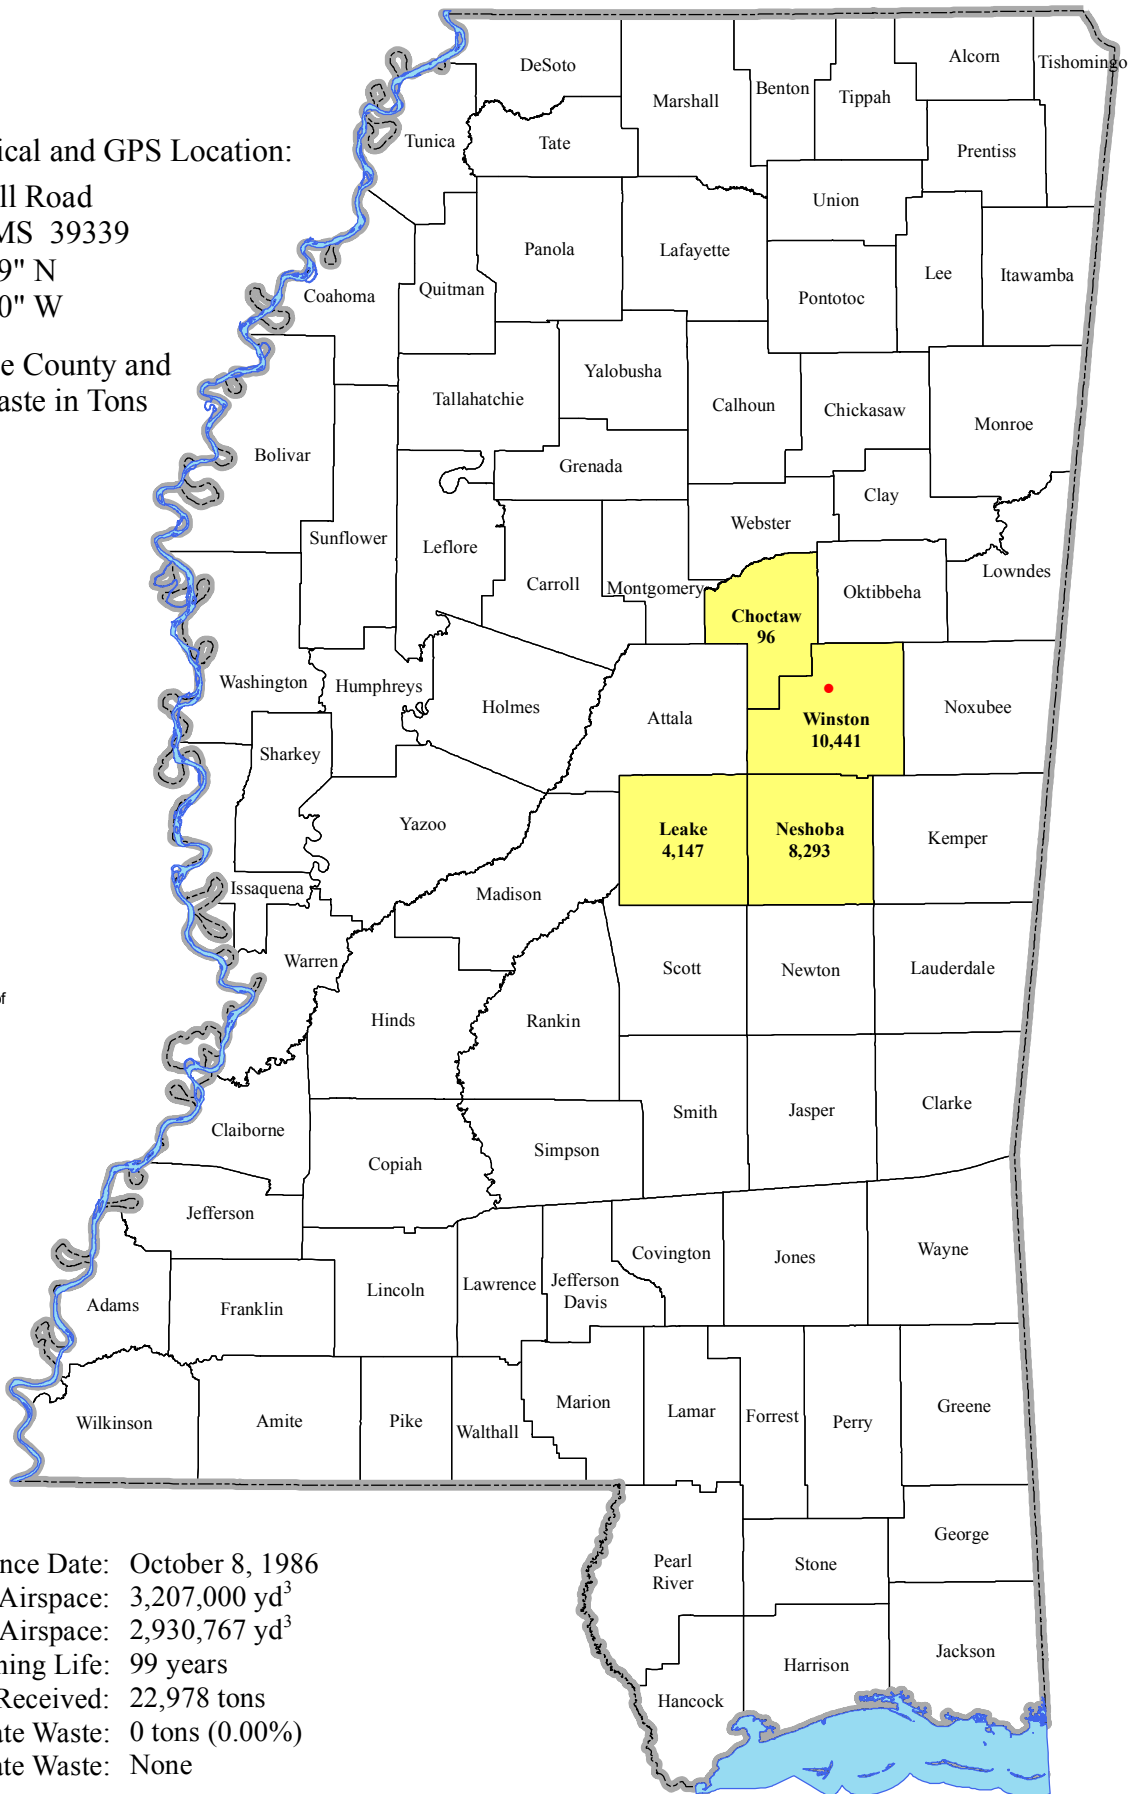 ical and GPS Location:
ll Road
MS 39339
9" N
0" W
e County and
aste in Tons
DeSoto
Marshall
Benton
Tippah
Alcorn
Tishomingo
Tunica
Tate
Prentiss
Union
Panola
Lafayette
Lee
Itawamba
Coahoma
Quitman
Pontotoc
Yalobusha
Tallahatchie
Calhoun
Chickasaw
Monroe
Bolivar
Grenada
Clay
Webster
Sunflower
Leflore
Carroll
Montgomery
Oktibbeha
Lowndes
Choctaw
96
Washington
Humphreys
Holmes
Attala
Winston
10,441
Noxubee
Sharkey
Yazoo
Leake
4,147
Neshoba
8,293
Kemper
Issaquena
Madison
Warren
Scott
Newton
Lauderdale
of
Hinds
Rankin
Smith
Jasper
Clarke
Claiborne
Copiah
Simpson
Jefferson
Covington
Jones
Wayne
Adams
Franklin
Lincoln
Lawrence
Jefferson
Davis
Wilkinson
Amite
Pike
Walthall
Marion
Lamar
Forrest
Perry
Greene
George
Pearl
River
Stone
Hancock
Harrison
Jackson
nce Date: October 8, 1986
Airspace: 3,207,000 yd³
Airspace: 2,930,767 yd³
ning Life: 99 years
Received: 22,978 tons
ate Waste: 0 tons (0.00%)
ate Waste: None